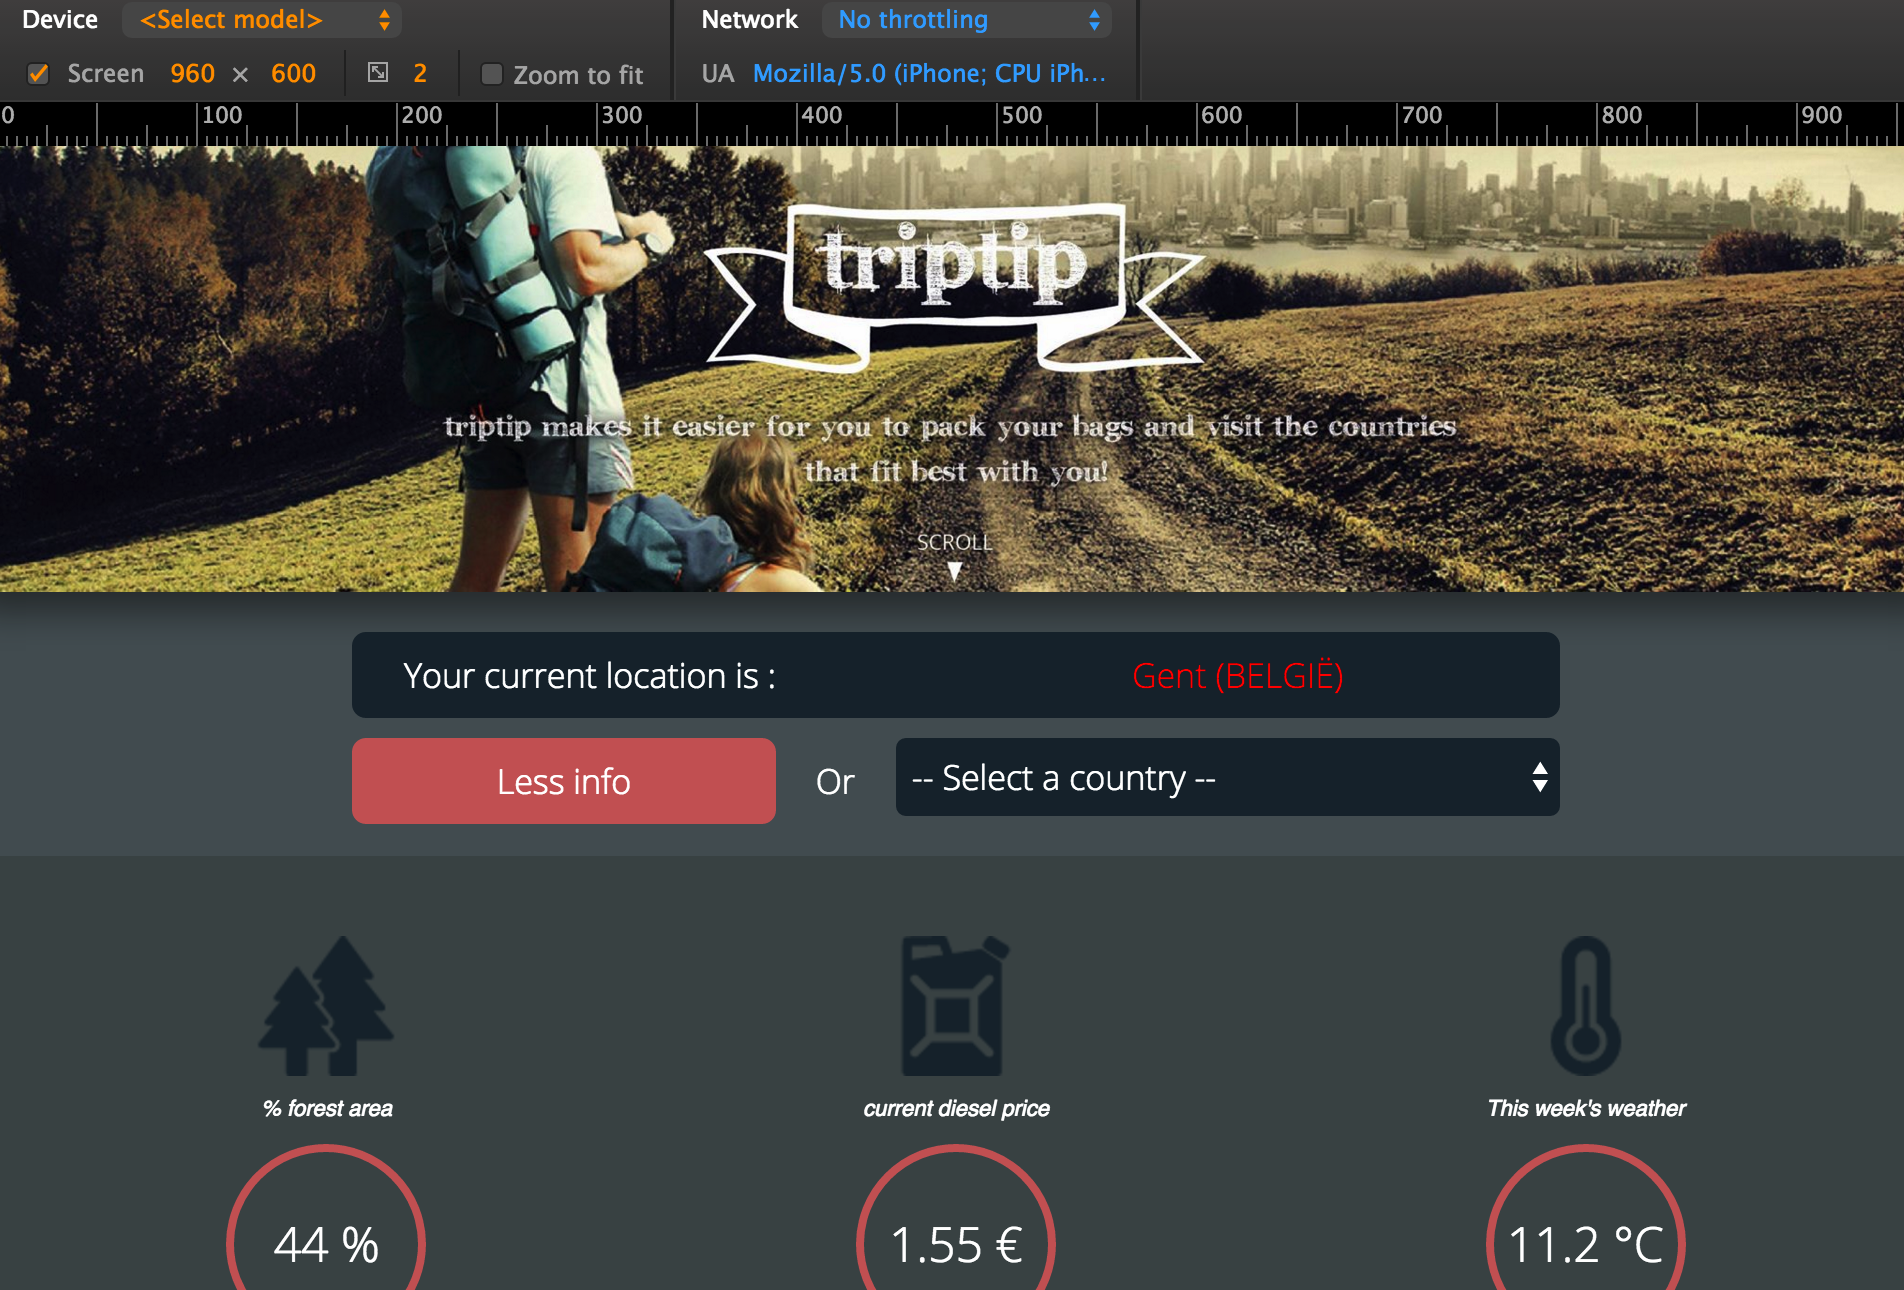 Device <Select model> Network No throttling
Screen 960 × 600 2 Zoom to fit UA Mozilla/5.0 (iPhone; CPU iPh...
0 100 200 300 400 500 600 700 800 900
triptip
triptip makes it easier for you to pack your bags and visit the countries
that fit best with you!
SCROLL
Your current location is : Gent (BELGIË)
Less info Or -- Select a country --
% forest area current diesel price This week's weather
44 % 1.55 € 11.2 °C